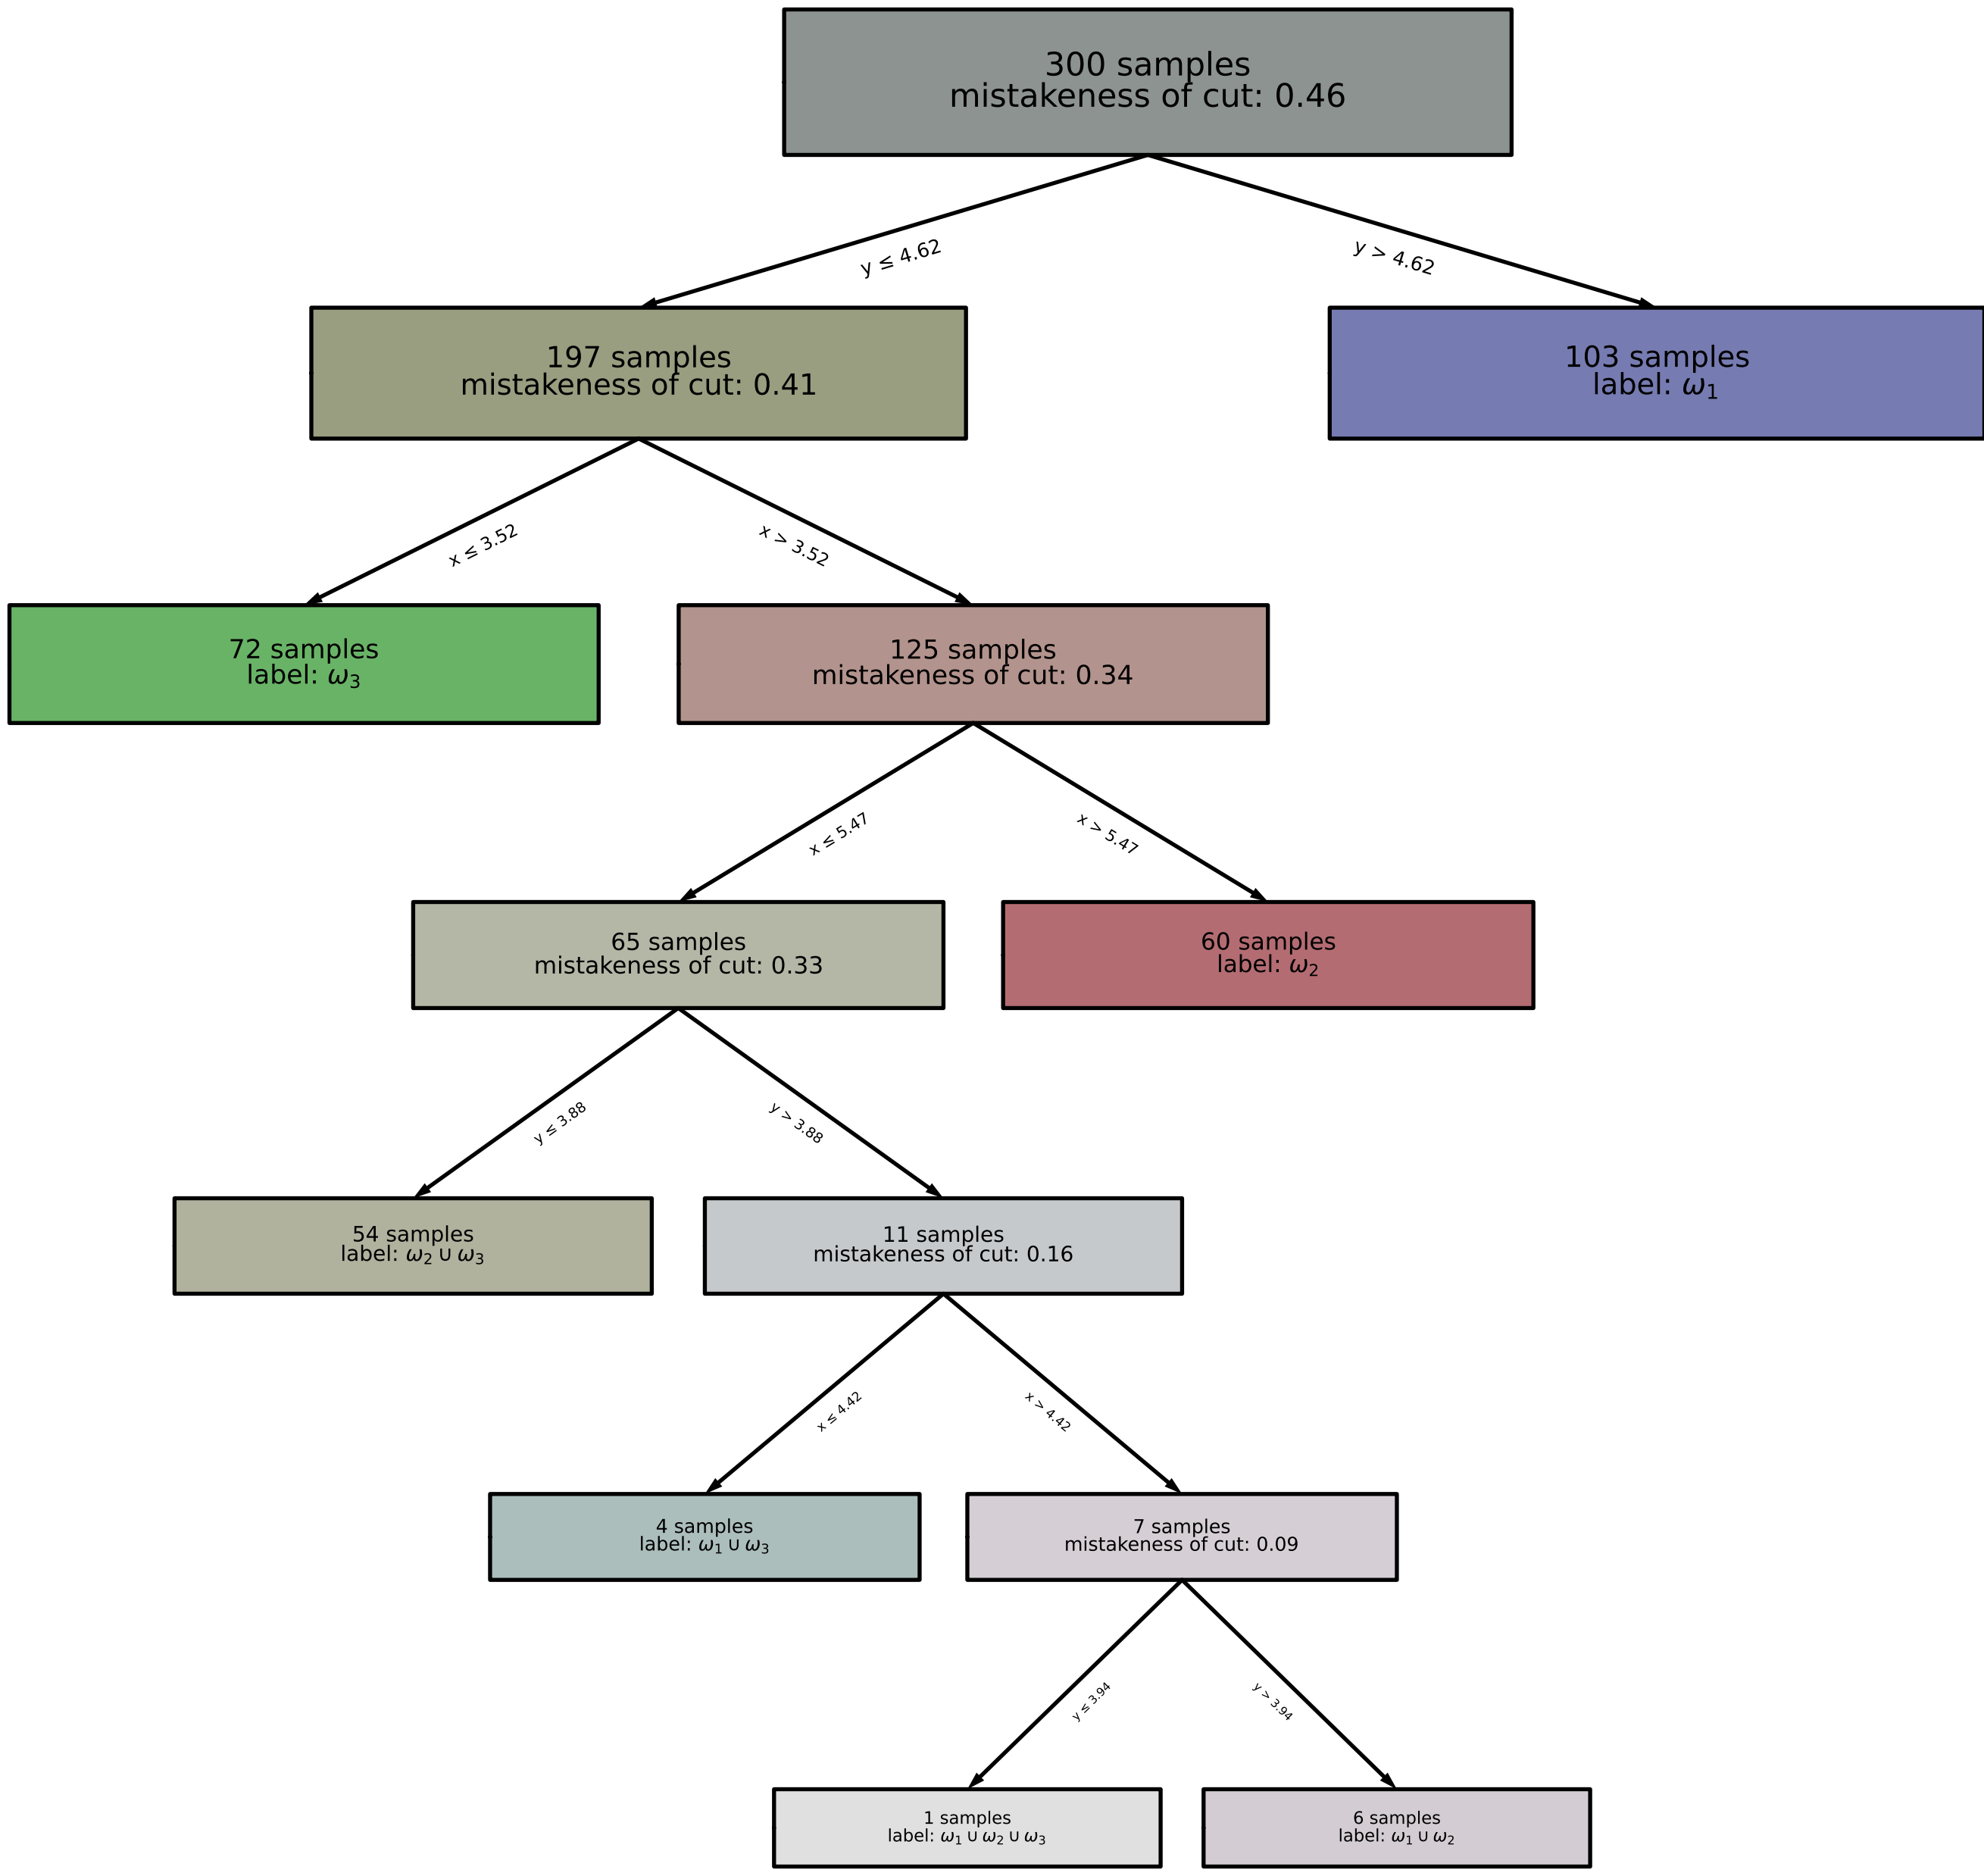 300 samples
mistakeness of cut: 0.46
y ≤ 4.62
y > 4.62
197 samples
mistakeness of cut: 0.41
103 samples
label: ω₁
x ≤ 3.52
x > 3.52
72 samples
label: ω₃
125 samples
mistakeness of cut: 0.34
x ≤ 5.47
x > 5.47
65 samples
mistakeness of cut: 0.33
60 samples
label: ω₂
y ≤ 3.88
y > 3.88
54 samples
label: ω₂ ∪ ω₃
11 samples
mistakeness of cut: 0.16
x ≤ 4.42
x > 4.42
4 samples
label: ω₁ ∪ ω₃
7 samples
mistakeness of cut: 0.09
y ≤ 3.94
y > 3.94
1 samples
label: ω₁ ∪ ω₂ ∪ ω₃
6 samples
label: ω₁ ∪ ω₂